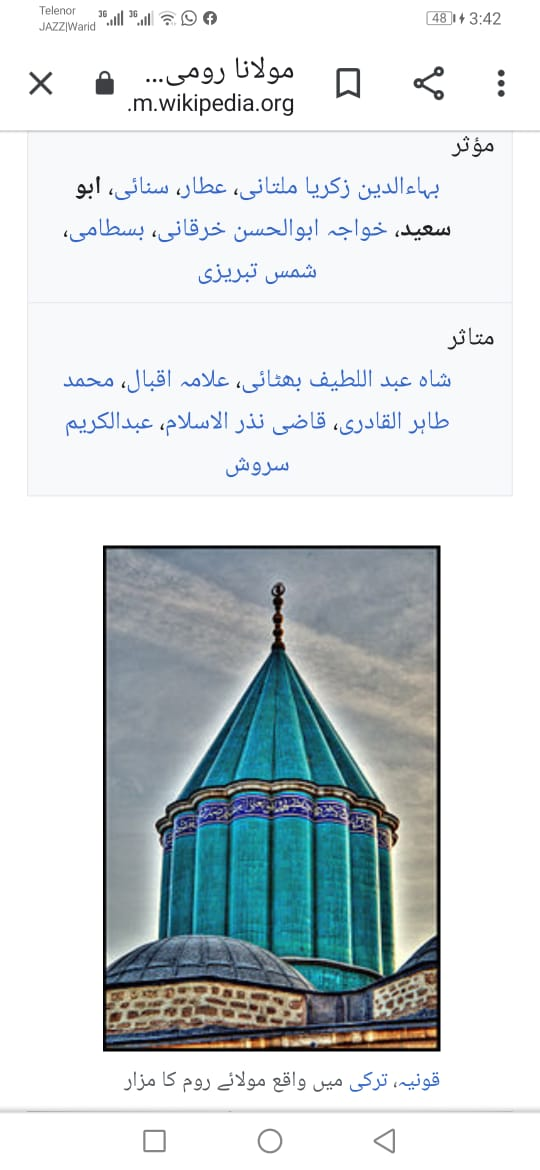 Telenor
JAZZ|Warid
3G 3G 48 3:42
مولانا رومی...
m.wikipedia.org.
مؤثر
بہاءالدین زکریا ملتانی، عطار، سنائی، ابو
سعید، خواجہ ابوالحسن خرقانی، بسطامی،
شمس تبریزی
متاثر
شاہ عبد اللطیف بھٹائی، علامہ اقبال، محمد
طاہر القادری، قاضی نذر الاسلام، عبدالکریم
سروش
قونیہ، ترکی میں واقع مولائے روم کا مزار